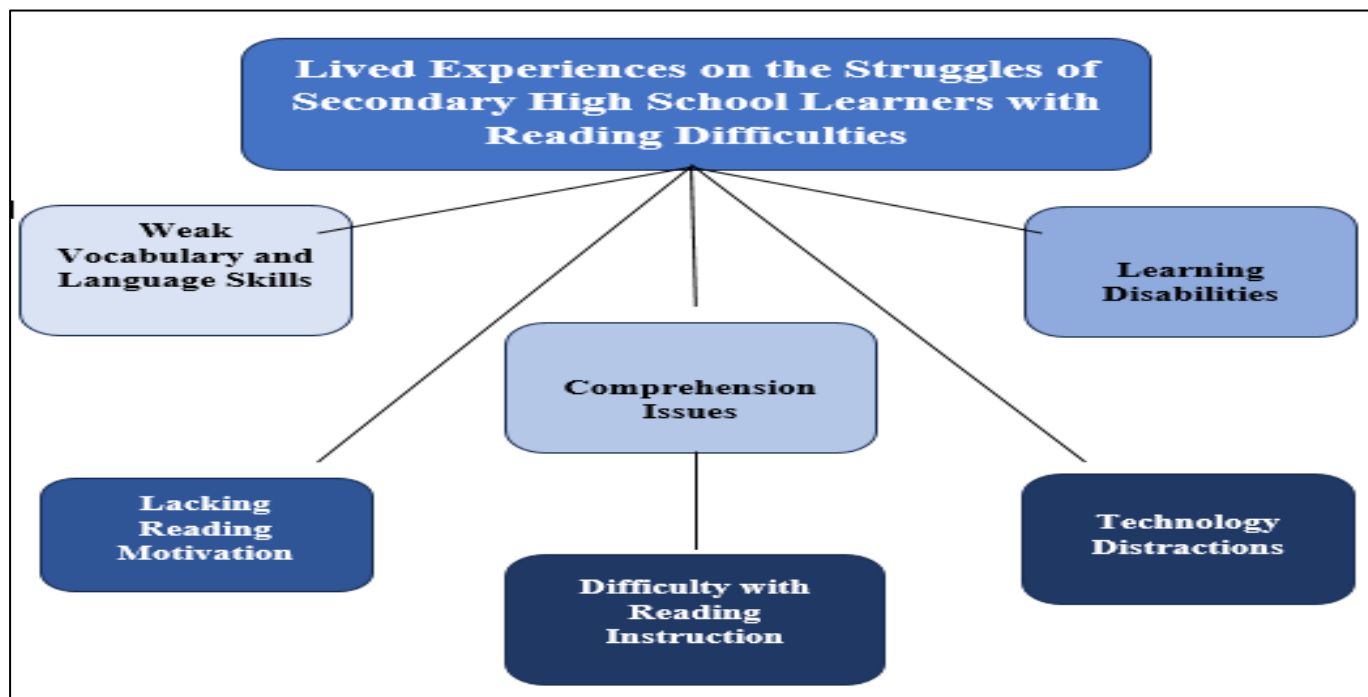 Lived Experiences on the Struggles of
Secondary High School Learners with
Reading Difficulties
Weak
Vocabulary and
Language Skills
Learning
Disabilities
Comprehension
Issues
Lacking
Reading
Motivation
Technology
Distractions
Difficulty with
Reading
Instruction